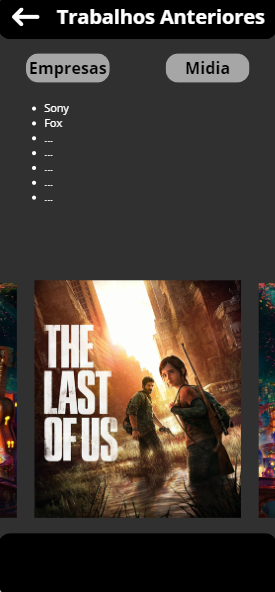 Trabalhos Anteriores
Empresas
Midia
• Sony
• Fox
• ---
• ---
• ---
• ---
• ---
THE
LAST
OF US